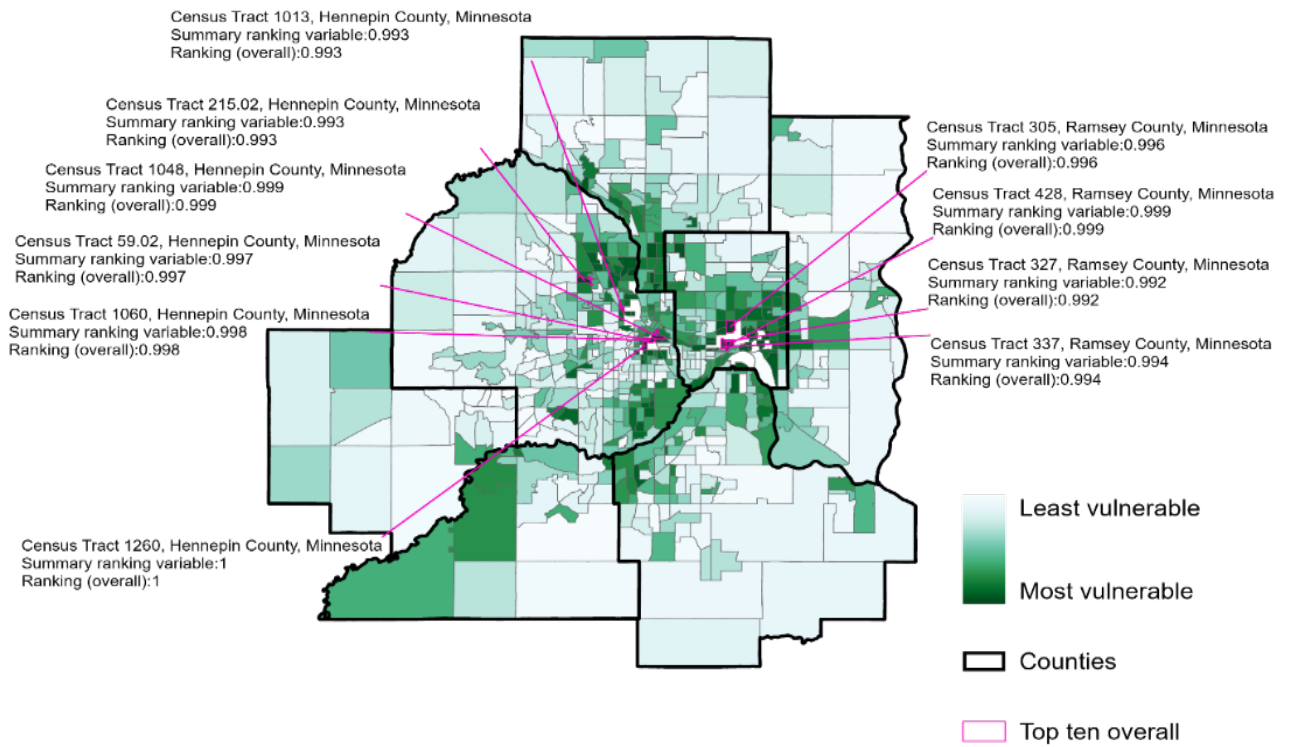 Census Tract 1013, Hennepin County, Minnesota
Summary ranking variable:0.993
Ranking (overall):0.993
Census Tract 215.02, Hennepin County, Minnesota
Summary ranking variable:0.993
Ranking (overall):0.993
Census Tract 1048, Hennepin County, Minnesota
Summary ranking variable:0.999
Ranking (overall):0.999
Census Tract 59.02, Hennepin County, Minnesota
Summary ranking variable:0.997
Ranking (overall):0.997
Census Tract 1060, Hennepin County, Minnesota
Summary ranking variable:0.998
Ranking (overall):0.998
Census Tract 1260, Hennepin County, Minnesota
Summary ranking variable:1
Ranking (overall):1
Census Tract 305, Ramsey County, Minnesota
Summary ranking variable:0.996
Ranking (overall):0.996
Census Tract 428, Ramsey County, Minnesota
Summary ranking variable:0.999
Ranking (overall):0.999
Census Tract 327, Ramsey County, Minnesota
Summary ranking variable:0.992
Ranking (overall):0.992
Census Tract 337, Ramsey County, Minnesota
Summary ranking variable:0.994
Ranking (overall):0.994
Least vulnerable
Most vulnerable
Counties
Top ten overall